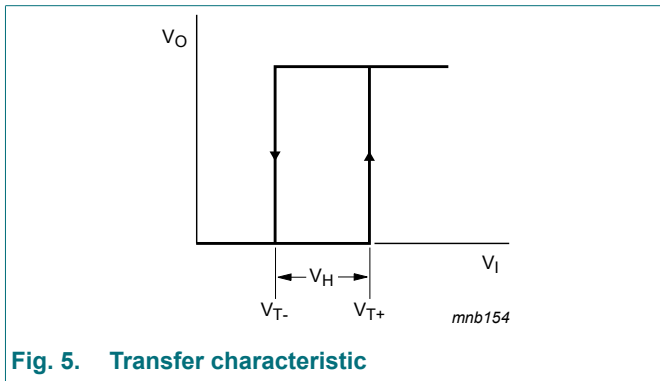 VO
VH
VI
VT-
VT+
mnb154
Fig. 5. Transfer characteristic